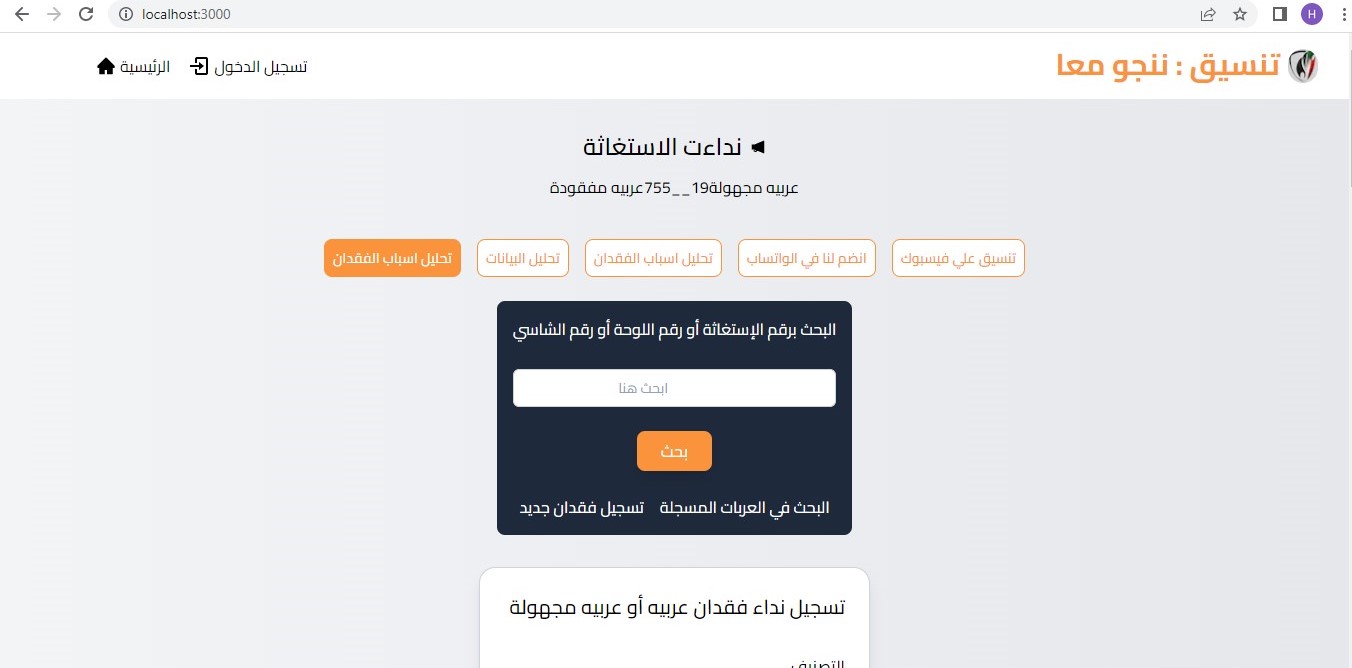 localhost:3000
H
تنسيق : ننجو معا
تسجيل الدخول
الرئيسية
نداءت الاستغاثة
عربيه مجهولة19__755عربيه مفقودة
تنسيق علي فيسبوك
انضم لنا في الواتساب
تحليل اسباب الفقدان
تحليل البيانات
تحليل اسباب الفقدان
البحث برقم الإستغاثة أو رقم اللوحة أو رقم الشاسي
ابحث هنا
بحث
البحث في العربات المسجلة
تسجيل فقدان جديد
تسجيل نداء فقدان عربيه أو عربيه مجهولة
التصنيف